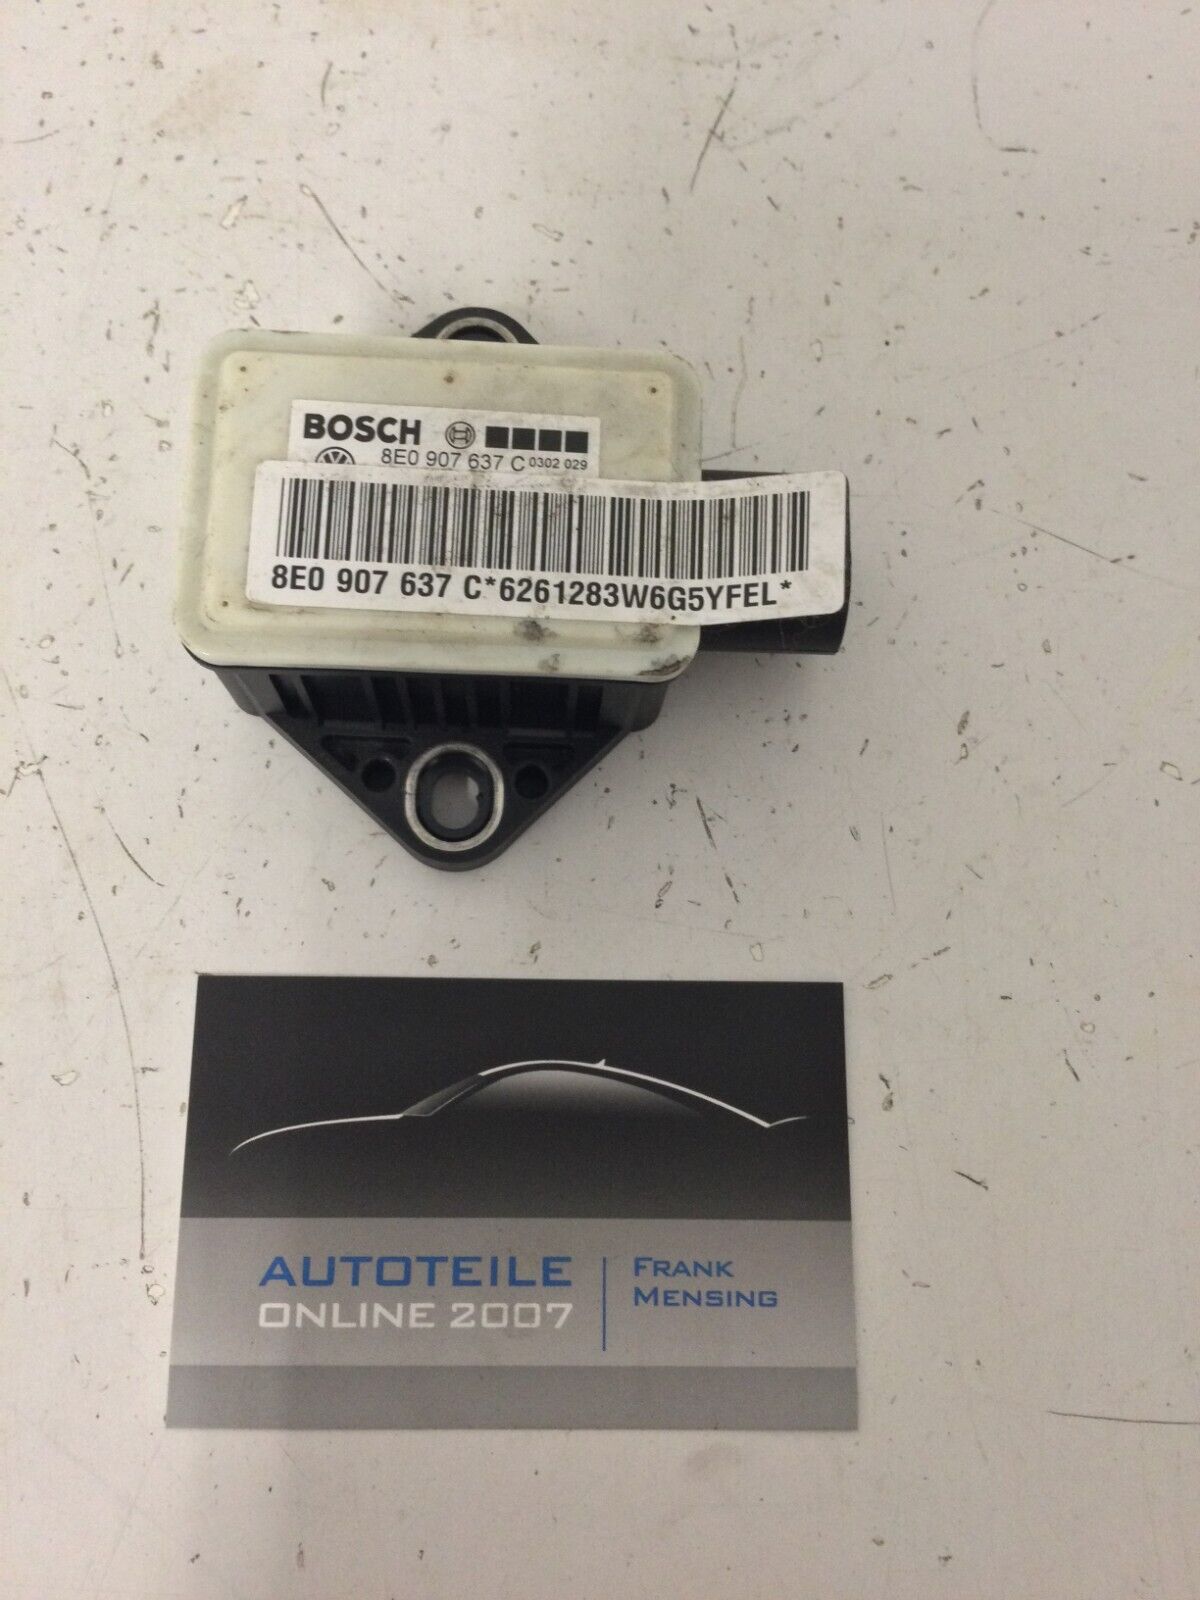 BOSCH
8E0 907 637 C 0302 029
8E0 907 637 C*6261283W6G5YFEL*
AUTOTEILE
ONLINE 2007
FRANK
MENSING